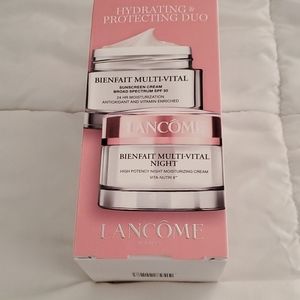 HYDRATING &
PROTECTING DUO
BIENFAIT MULTI-VITAL
SUNSCREEN CREAM
BROAD SPECTRUM SPF 30
24 HR MOISTURIZATION
ANTIOXIDANT AND VITAMIN ENRICHED
LANCÔME
BIENFAIT MULTI-VITAL
NIGHT
HIGH POTENCY NIGHT MOISTURIZING CREAM
VITA-NUTRI 8™
LANCÔME
PARIS